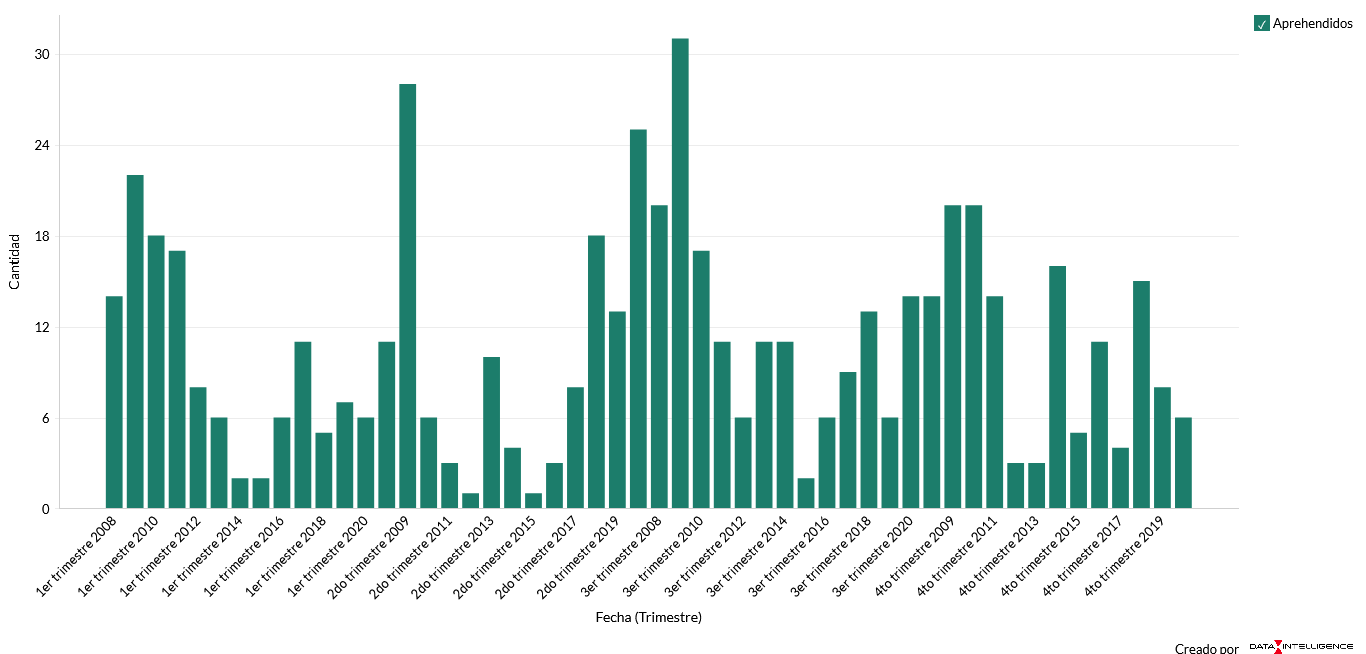 Aprehendidos
30
24
18
12
6
0
Cantidad
1er trimestre 2008
1er trimestre 2010
1er trimestre 2012
1er trimestre 2014
1er trimestre 2016
1er trimestre 2018
1er trimestre 2020
2do trimestre 2009
2do trimestre 2011
2do trimestre 2013
2do trimestre 2015
2do trimestre 2017
2do trimestre 2019
3er trimestre 2008
3er trimestre 2010
3er trimestre 2012
3er trimestre 2014
3er trimestre 2016
3er trimestre 2018
3er trimestre 2020
4to trimestre 2009
4to trimestre 2011
4to trimestre 2013
4to trimestre 2015
4to trimestre 2017
4to trimestre 2019
Fecha (Trimestre)
Creado por DATA INTELLIGENCE